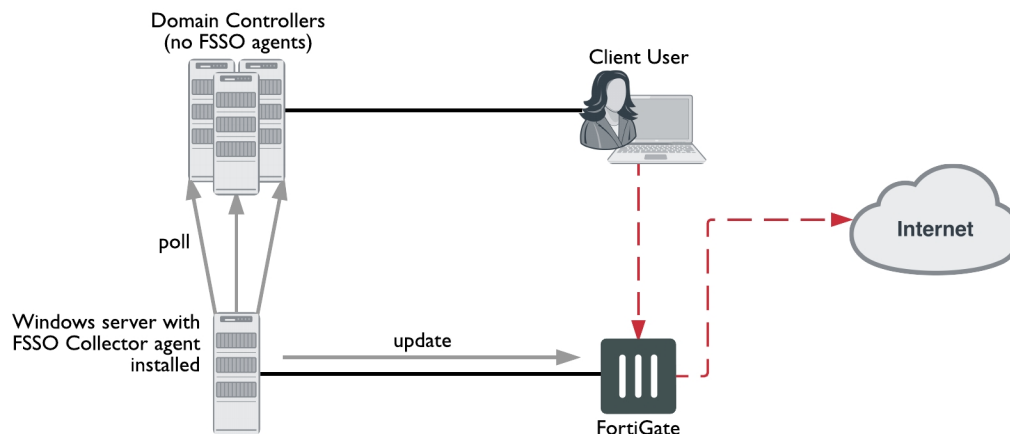 Domain Controllers
(no FSSO agents)
Client User
Internet
poll
Windows server with
FSSO Collector agent
installed
update
FortiGate